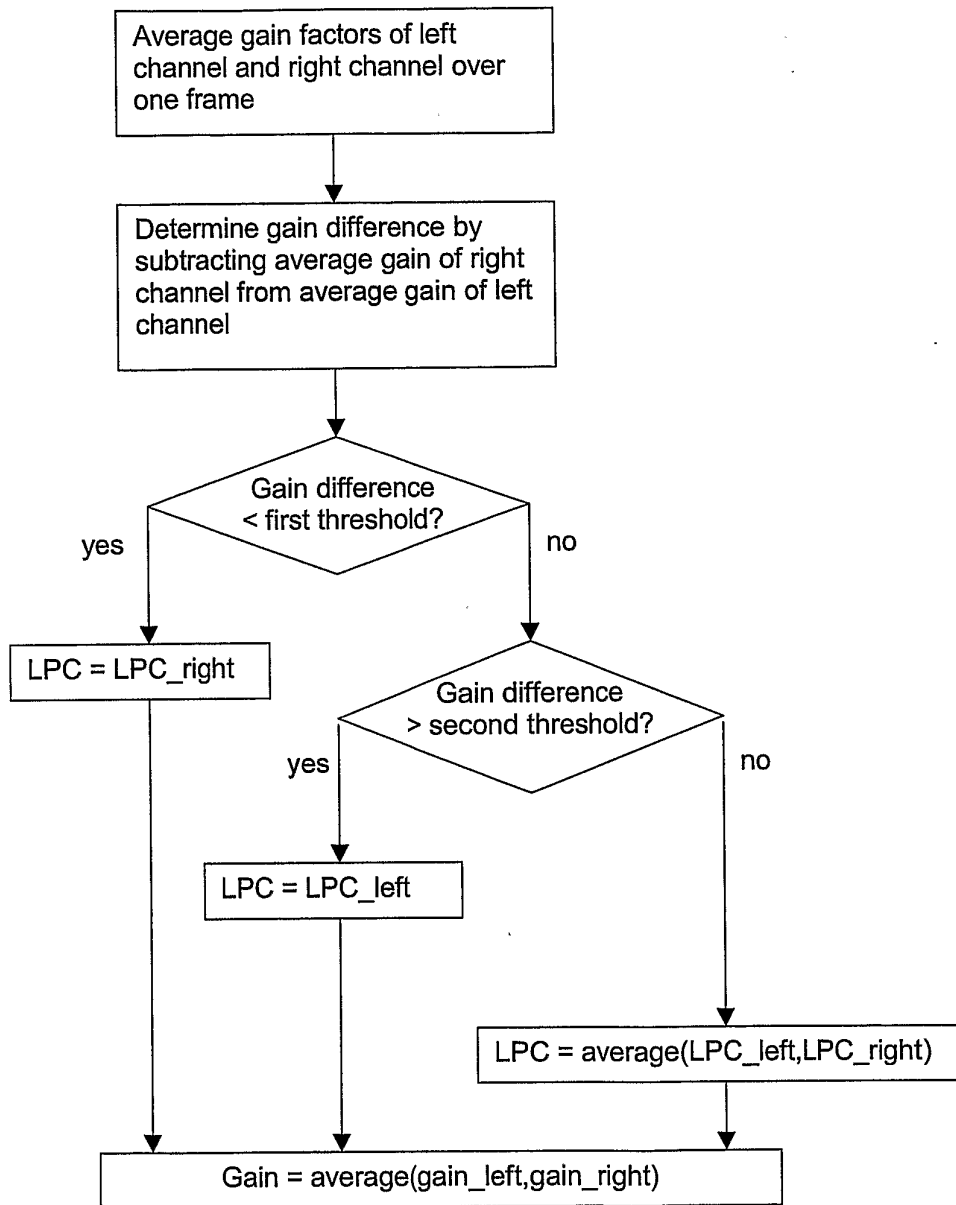 Average gain factors of left
channel and right channel over
one frame
Determine gain difference by
subtracting average gain of right
channel from average gain of left
channel
Gain difference
< first threshold?
yes
no
LPC = LPC_right
Gain difference
> second threshold?
yes
no
LPC = LPC_left
LPC = average(LPC_left,LPC_right)
Gain = average(gain_left,gain_right)